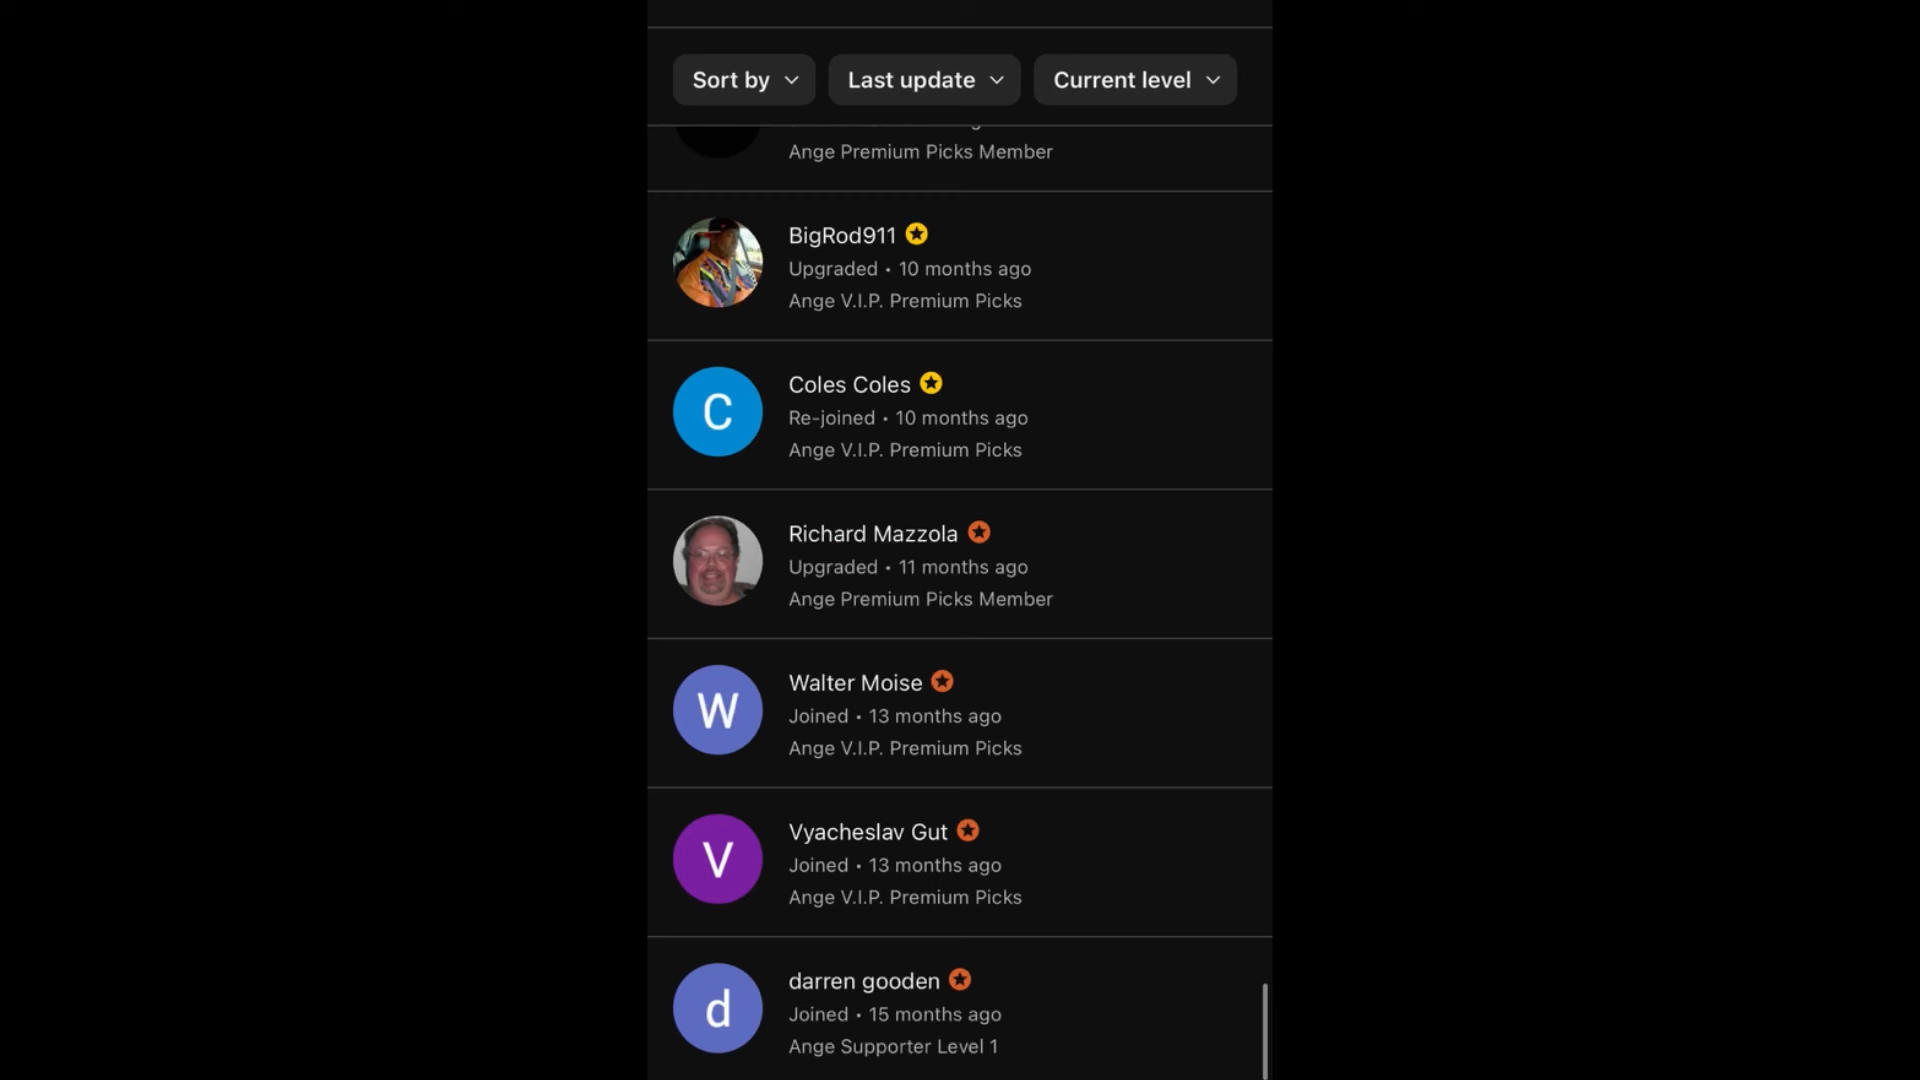 Sort by
Last update
Current level
Ange Premium Picks Member
BigRod911
Upgraded • 10 months ago
Ange V.I.P. Premium Picks
C
Coles Coles
Re-joined • 10 months ago
Ange V.I.P. Premium Picks
Richard Mazzola
Upgraded • 11 months ago
Ange Premium Picks Member
W
Walter Moise
Joined • 13 months ago
Ange V.I.P. Premium Picks
V
Vyacheslav Gut
Joined • 13 months ago
Ange V.I.P. Premium Picks
d
darren gooden
Joined • 15 months ago
Ange Supporter Level 1